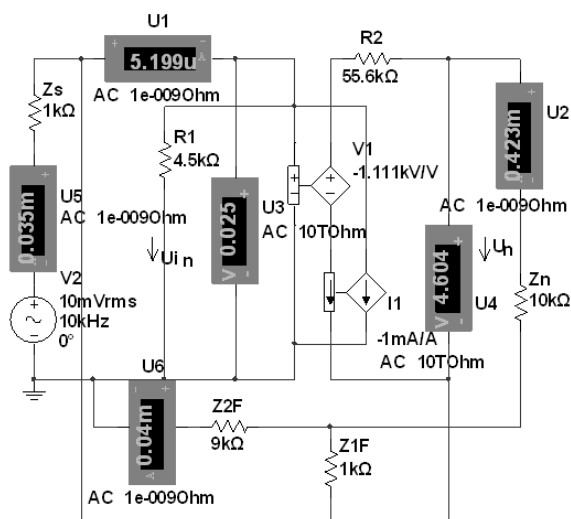 U1
5.199u
AC 1e-009Ohm
Zs
1kΩ
R2
55.6kΩ
U2
0.423m
AC 1e-009Ohm
R1
4.5kΩ
V1
-1.111kV/V
U5
0.035m
AC 1e-009Ohm
U3
V 0.025
AC 10TOhm
Uin
V2
10mVrms
10kHz
0°
I1
-1mA/A
Un
V 4.604
U4
AC 10TOhm
Zn
10kΩ
U6
0.04m
A
AC 1e-009Ohm
Z2F
9kΩ
Z1F
1kΩ